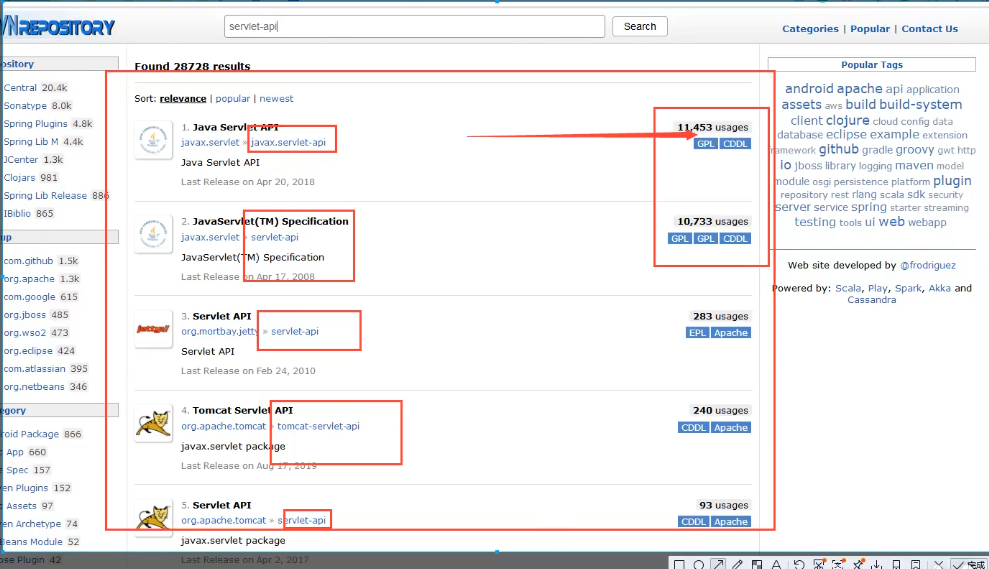 VNREPOSITORY
servlet-api
Search
Categories | Popular | Contact Us
ository
Central 20.4k
Sonatype 8.0k
Spring Plugins 4.8k
Spring Lib M 4.4k
JCenter 1.3k
Clojars 981
Spring Lib Release 886
IBiblio 865
up
com.github 1.5k
org.apache 1.3k
com.google 615
org.jboss 485
org.wso2 473
org.eclipse 424
com.atlassian 395
org.netbeans 346
egory
roid Package 866
App 660
Spec 157
en Plugins 152
Assets 97
en Archetype 74
Beans Module 52
ose Plugin 42
Found 28728 results
Sort: relevance | popular | newest
1. Java Servlet API
11,453 usages
javax.servlet » javax.servlet-api
GPL CDDL
Java Servlet API
Last Release on Apr 20, 2018
2. JavaServlet(TM) Specification
10,733 usages
javax.servlet » servlet-api
GPL GPL CDDL
JavaServlet(TM) Specification
Last Release on Apr 17, 2008
3. Servlet API
283 usages
org.mortbay.jetty » servlet-api
EPL Apache
Servlet API
Last Release on Feb 24, 2010
4. Tomcat Servlet API
240 usages
org.apache.tomcat » tomcat-servlet-api
CDDL Apache
javax.servlet package
Last Release on Aug 17, 2019
5. Servlet API
93 usages
org.apache.tomcat » servlet-api
CDDL Apache
javax.servlet package
Last Release on Apr 2, 2017
Popular Tags
android apache api application
assets aws build build-system
client clojure cloud config data
database eclipse example extension
framework github gradle groovy gwt http
io jboss library logging maven model
module osgi persistence platform plugin
repository rest rlang scala sdk security
server service spring starter streaming
testing tools ui web webapp
Web site developed by @frodriguez
Powered by: Scala, Play, Spark, Akka and
Cassandra
完成